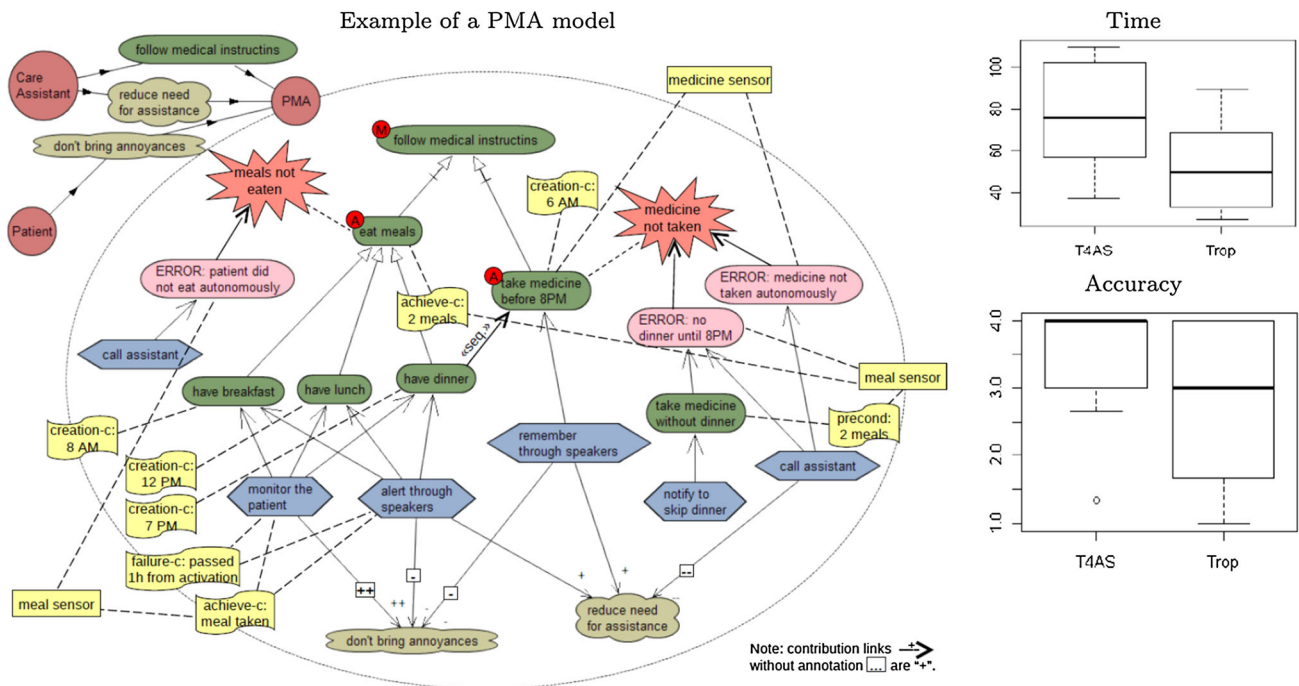 Example of a PMA model
follow medical instructins
Care
Assistant
reduce need
for assistance
PMA
don't bring annoyances
Patient
meals not
eaten
M
follow medical instructins
medicine sensor
creation-c:
6 AM
medicine
not taken
A
eat meals
ERROR: patient did
not eat autonomously
A
take medicine
before 8PM
ERROR: medicine not
taken autonomously
achieve-c:
2 meals
ERROR: no
dinner until 8PM
«seq.»
call assistant
have breakfast
have lunch
have dinner
meal sensor
take medicine
without dinner
precond:
2 meals
creation-c:
8 AM
remember
through speakers
creation-c:
12 PM
call assistant
monitor the
patient
alert through
speakers
notify to
skip dinner
creation-c:
7 PM
failure-c: passed
1h from activation
meal sensor
achieve-c:
meal taken
++
++
-
-
-
-
+
+
--
--
don't bring annoyances
reduce need
for assistance
Note: contribution links +
without annotation ... are "+".
Time
100
80
60
40
T4AS
Trop
Accuracy
4.0
3.0
2.0
1.0
T4AS
Trop